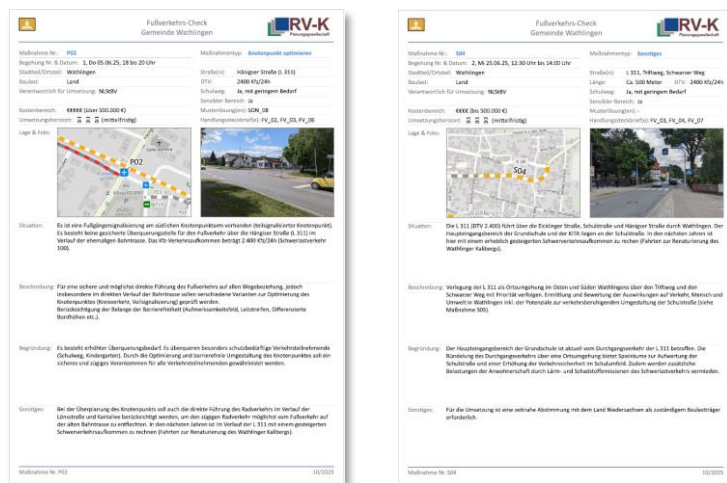 Fußverkehrs-Check
Gemeinde Wathlingen
RV-K
Planungsgesellschaft
Maßnahme Nr.: P02
Maßnahmentyp: Knotenpunkt optimieren
Begehung Nr. & Datum: 1, Do 05.06.25, 18 bis 20 Uhr
Stadtteil/Ortsteil: Wathlingen
Straße(n): Hänigser Straße (L 311)
Baulast: Land
DTV: 2400 Kfz/24h
Verantwortlich für Umsetzung: NLStBV
Schulweg: Ja, mit geringem Bedarf
Sensibler Bereich: Ja
Kostenbereich: €€€€€ (über 500.000 €)
Musterlösung(en): SON_08
Umsetzungshorizont: (mittelfristig)
Handlungssteckbrief(e): FV_02, FV_03, FV_06
Lage & Foto:
P02
Situation: Es ist eine Fußgängersignalisierung am südlichen Knotenpunktarm vorhanden (teilsignalisierter Knotenpunkt).
Es besteht keine gesicherte Überquerungsstelle für den Fußverkehr über die Hänigser Straße (L 311) im
Verlauf der ehemaligen Bahntrasse. Das Kfz-Verkehrsaufkommen beträgt 2.400 Kfz/24h (Schwerlastverkehr
100).
Beschreibung: Für eine sichere und möglichst direkte Führung des Fußverkehrs auf allen Wegebeziehung, jedoch
insbesondere im direkten Verlauf der Bahntrasse sollen verschiedene Varianten zur Optimierung des
Knotenpunktes (Kreisverkehr, Vollsignalisierung) geprüft werden.
Berücksichtigung der Belange der Barrierefreiheit (Aufmerksamkeitsfeld, Leitstreifen, Differenzierte
Bordhöhen etc.).
Begründung: Es besteht erhöhter Überquerungsbedarf. Es überqueren besonders schutzbedürftige Verkehrsteilnehmende
(Schulweg, Kindergarten). Durch die Optimierung und barrierefreie Umgestaltung des Knotenpunktes soll ein
sicheres und zügiges Vorankommen für alle Verkehrsteilnehmenden gewährleistet werden.
Sonstiges: Bei der Überplanung des Knotenpunkts soll auch die direkte Führung des Radverkehrs im Verlauf der
und Kantallee berücksichtigt werden, um den zügigen Radverkehr möglichst vom Fußverkehr auf
der alten Bahntrasse zu entflechten. In den nächsten Jahren ist im Verlauf der L 311 mit einem gesteigerten
Schwerverkehrsaufkommen zu rechnen (Fahrten zur Renaturierung des Wathlinger Kalibergs).
Maßnahme Nr. P02
10/2025
Fußverkehrs-Check
Gemeinde Wathlingen
RV-K
Planungsgesellschaft
Maßnahme Nr.: S04
Maßnahmentyp: Sonstiges
Begehung Nr. & Datum: 2, Mi 25.06.25, 12:30 Uhr bis 14:00 Uhr
Stadtteil/Ortsteil: Wathlingen
Straße(n): L 311, Triftweg, Schwarzer Weg
Baulast: Land
Länge: Ca. 500 Meter DTV: 2400 Kfz/24h
Verantwortlich für Umsetzung: NLStBV
Schulweg: Ja, mit geringem Bedarf
Sensibler Bereich: Ja
Kostenbereich: €€€€ (bis 500.000 €)
Musterlösung(en): -
Umsetzungshorizont: (mittelfristig)
Handlungssteckbrief(e): FV_03, FV_04, FV_07
Lage & Foto:
S04
Situation: Die L 311 (DTV 2.400) führt über die Eicklinger Straße, Schulstraße und Hänigser Straße durch Wathlingen. Der
Haupteingangsbereich der Grundschule und der KITA liegen an der Schulstraße. In den nächsten Jahren ist
hier mit einem erheblich gesteigerten Schwerverkehrsaufkommen zu rechnen (Fahrten zur Renaturierung des
Wathlinger Kalibergs).
Beschreibung: Verlegung der L 311 als Ortsumgehung im Osten und Süden Wathlingens über den Triftweg und den
Schwarzer Weg mit Priorität verfolgen. Ermittlung und Bewertung der Auswirkungen auf Verkehr, Mensch und
Umwelt in Wathlingen inkl. der Potenziale zur verkehrsberuhigenden Umgestaltung der Schulstraße (siehe
Maßnahme S05).
Begründung: Der Haupteingangsbereich der Grundschule ist aktuell vom Durchgangsverkehr der L 311 betroffen. Die
Bündelung des Durchgangsverkehrs über eine Ortsumgehung bietet Spielräume zur Aufwertung der
Schulstraße und einer Erhöhung der Verkehrssicherheit im Schulumfeld. Zudem werden zusätzliche
Belastungen der Anwohnerschaft durch Lärm- und Schadstoffemissionen des Schwerlastverkehrs vermieden.
Sonstiges: Für die Umsetzung ist eine zeitnahe Abstimmung mit dem Land Niedersachsen als zuständigem Baulastträger
erforderlich.
Maßnahme Nr. S04
10/2025